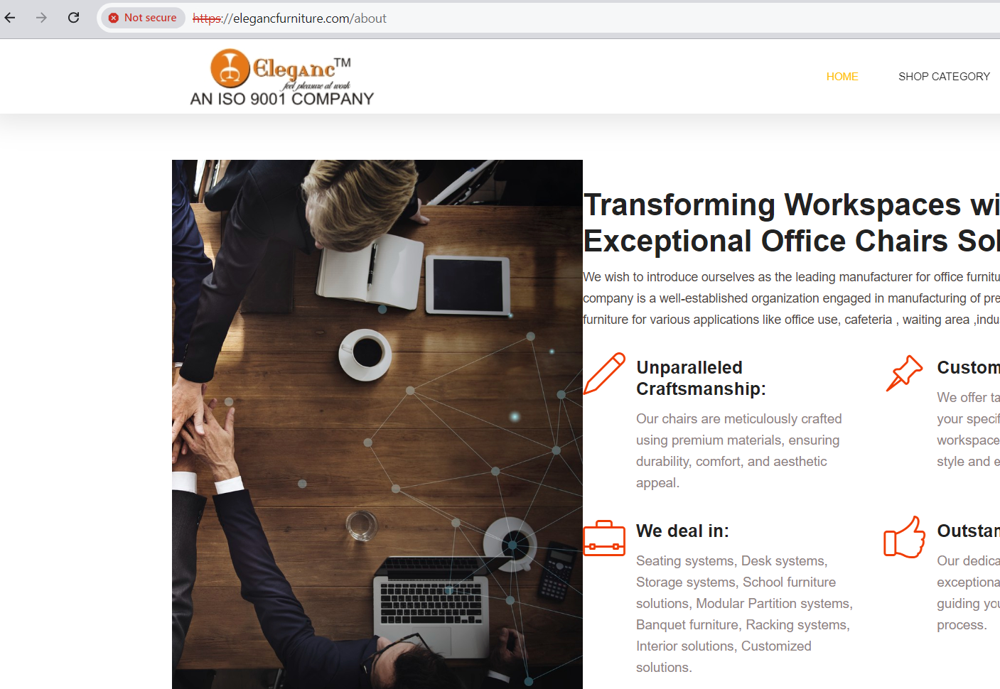 Not secure https://elegancfurniture.com/about
Eleganc™
feel pleasure at work
AN ISO 9001 COMPANY
HOME SHOP CATEGORY
Transforming Workspaces wi
Exceptional Office Chairs Sol
We wish to introduce ourselves as the leading manufacturer for office furnitu
company is a well-established organization engaged in manufacturing of pre
furniture for various applications like office use, cafeteria , waiting area ,indu
Unparalleled
Craftsmanship:
Our chairs are meticulously crafted
using premium materials, ensuring
durability, comfort, and aesthetic
appeal.
Custom
We offer ta
your specif
workspace
style and e
We deal in:
Seating systems, Desk systems,
Storage systems, School furniture
solutions, Modular Partition systems,
Banquet furniture, Racking systems,
Interior solutions, Customized
solutions.
Outstan
Our dedica
exceptiona
guiding you
process.